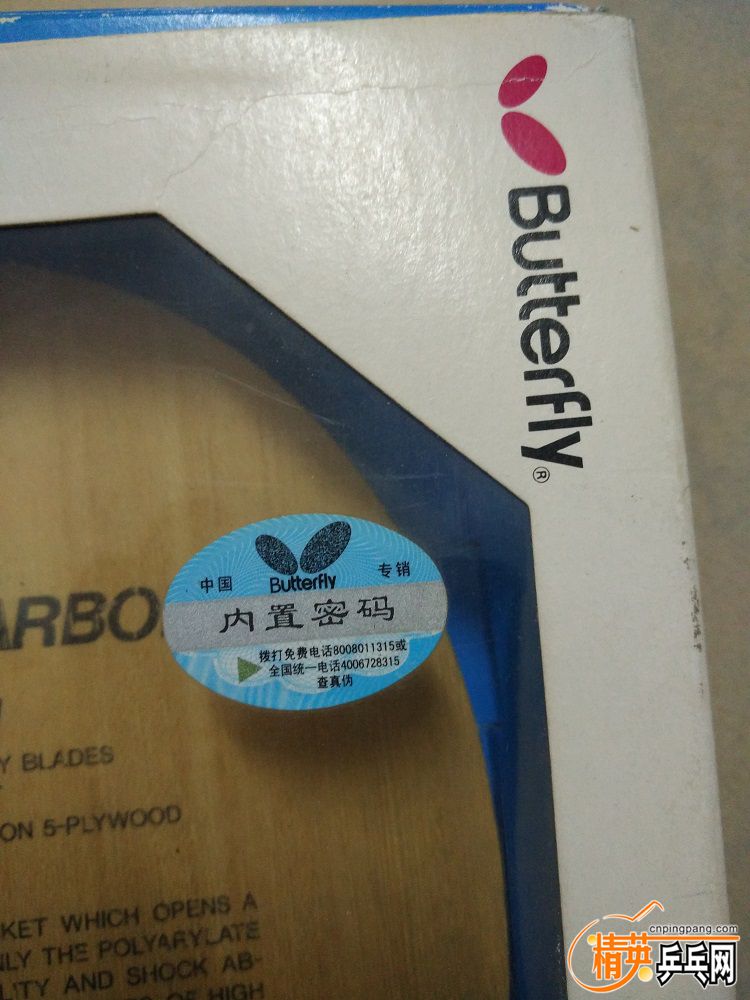 Butterfly®
中国 Butterfly 专销
内置密码
拨打免费电话8008011315或
全国统一电话4006728315
查真伪
ARBO
Y BLADES
ON 5-PLYWOOD
KET WHICH OPENS A
NLY THE POLYARYLATE
LITY AND SHOCK AB-
OF HIGH
cnpingpang.com
精英乒乓网